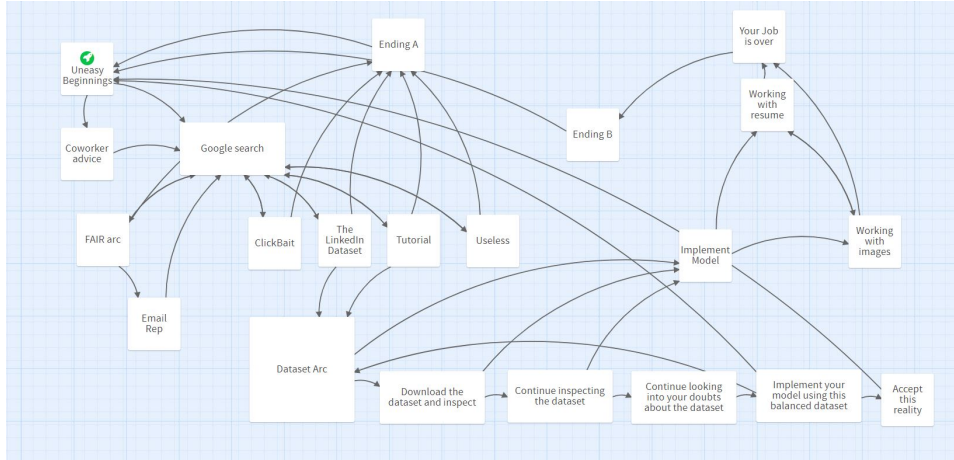 Your Job
is over
Ending A
Uneasy
Beginnings
Working
with
resume
Ending B
Coworker
advice
Google search
FAIR arc
ClickBait
The
LinkedIn
Dataset
Tutorial
Useless
Implement
Model
Working
with
images
Email
Rep
Dataset Arc
Download the
dataset and inspect
Continue inspecting
the dataset
Continue looking
into your doubts
about the dataset
Implement your
model using this
balanced dataset
Accept
this
reality